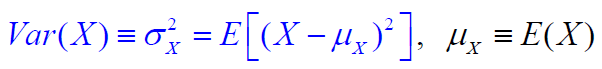 Var(X) ≡ σ_X^2 = E[(X − μ_X)^2], μ_X ≡ E(X)